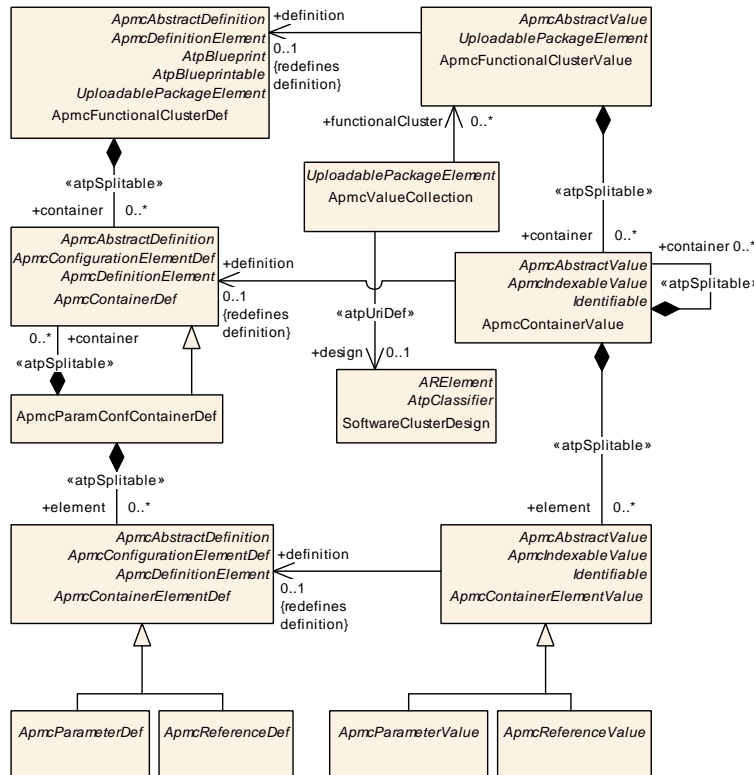 ApmcAbstractDefinition
ApmcDefinitionElement
AtpBlueprint
AtpBlueprintable
UploadablePackageElement
ApmcFunctionalClusterDef
+definition
0..1
{redefines
definition}
ApmcAbstractValue
UploadablePackageElement
ApmcFunctionalClusterValue
+functionalCluster
0..*
«atpSplitable»
+container
0..*
UploadablePackageElement
ApmcValueCollection
«atpSplitable»
+container
0..*
ApmcAbstractDefinition
ApmcConfigurationElementDef
ApmcDefinitionElement
ApmcContainerDef
+definition
0..1
{redefines
definition}
ApmcAbstractValue
ApmcIndexableValue
Identifiable
ApmcContainerValue
+container 0..*
«atpSplitable»
«atpUriDef»
+design
0..1
0..*
+container
«atpSplitable»
ARElement
AtpClassifier
SoftwareClusterDesign
ApmcParamConfContainerDef
«atpSplitable»
+element
0..*
«atpSplitable»
+element
0..*
ApmcAbstractDefinition
ApmcConfigurationElementDef
ApmcDefinitionElement
ApmcContainerElementDef
+definition
0..1
{redefines
definition}
ApmcAbstractValue
ApmcIndexableValue
Identifiable
ApmcContainerElementValue
ApmcParameterDef
ApmcReferenceDef
ApmcParameterValue
ApmcReferenceValue